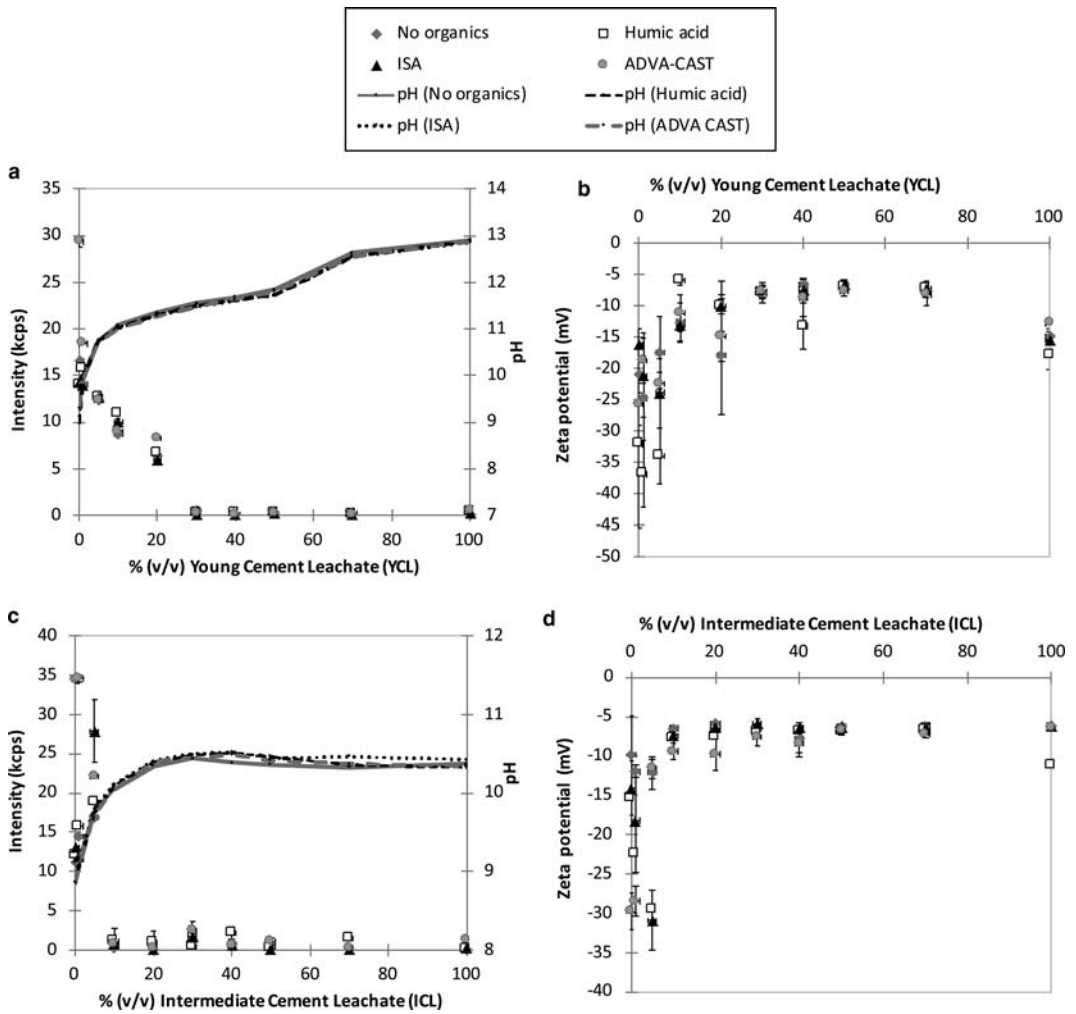 No organics
Humic acid
ISA
ADVA-CAST
pH (No organics)
pH (Humic acid)
pH (ISA)
pH (ADVA CAST)
a
35
30
25
20
15
10
5
0
Intensity (kcps)
14
13
12
11
10
9
8
7
pH
0 20 40 60 80 100
% (v/v) Young Cement Leachate (YCL)
b
% (v/v) Young Cement Leachate (YCL)
0 20 40 60 80 100
0
-5
-10
-15
-20
-25
-30
-35
-40
-45
-50
Zeta potential (mV)
c
40
35
30
25
20
15
10
5
0
Intensity (kcps)
12
11
10
9
8
pH
0 20 40 60 80 100
% (v/v) Intermediate Cement Leachate (ICL)
d
% (v/v) Intermediate Cement Leachate (ICL)
0 20 40 60 80 100
0
-5
-10
-15
-20
-25
-30
-35
-40
Zeta potential (mV)